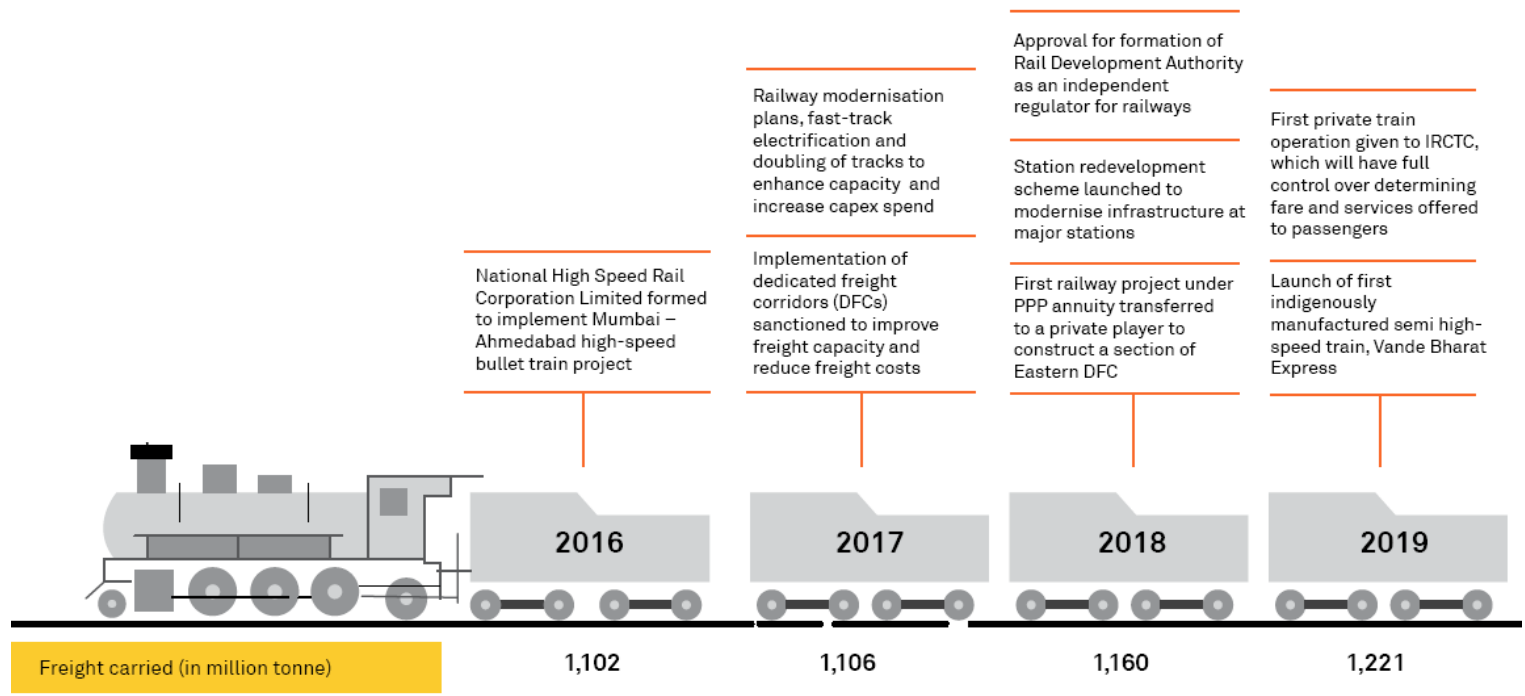 National High Speed Rail
Corporation Limited formed
to implement Mumbai –
Ahmedabad high-speed
bullet train project
Railway modernisation
plans, fast-track
electrification and
doubling of tracks to
enhance capacity and
increase capex spend
Implementation of
dedicated freight
corridors (DFCs)
sanctioned to improve
freight capacity and
reduce freight costs
Approval for formation of
Rail Development Authority
as an independent
regulator for railways
Station redevelopment
scheme launched to
modernise infrastructure at
major stations
First railway project under
PPP annuity transferred
to a private player to
construct a section of
Eastern DFC
First private train
operation given to IRCTC,
which will have full
control over determining
fare and services offered
to passengers
Launch of first
indigenously
manufactured semi high-
speed train, Vande Bharat
Express
2016 2017 2018 2019
Freight carried (in million tonne) 1,102 1,106 1,160 1,221